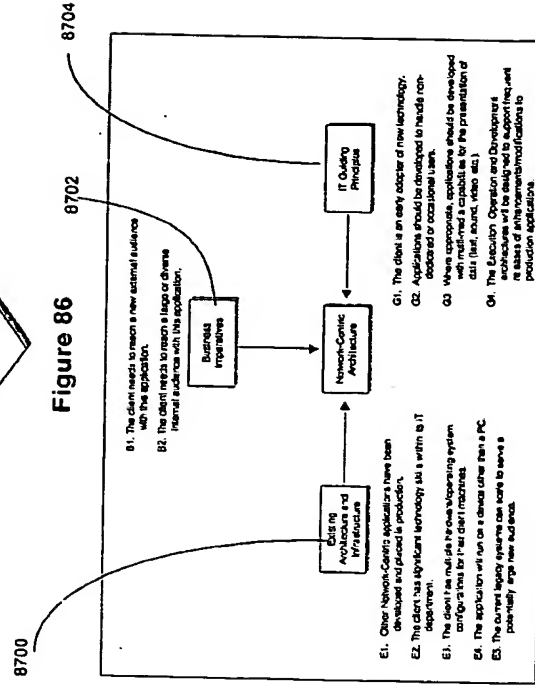 8704
8702
Figure 86
8700
B1. The client needs to reach a new external audience
with this application.
B2. The client needs to reach a large or diverse
internal audience with this application.
Business
Imperatives
Existing
Architecture and
Infrastructure
Network-Centric
Architecture
IT Guiding
Principles
E1. Other Network-Centric applications have been
developed and placed in production.
E2. The client has significant technology skills within its IT
department.
E3. The client has multiple hardware/operating system
configurations for their client machines.
E4. The application will run on a device other than a PC.
E5. The current legacy systems can scale to serve a
potentially large new audience.
G1. The client is an early adopter of new technology.
G2. Applications should be developed to handle non-
dedicated or occasional users.
G3 Where appropriate, applications should be developed
with multi-media capabilities for the presentation of
data (text, sound, video etc.)
G4. The Execution Operation and Development
architectures will be designed to support frequent
releases of enhancements/modifications to
production applications.